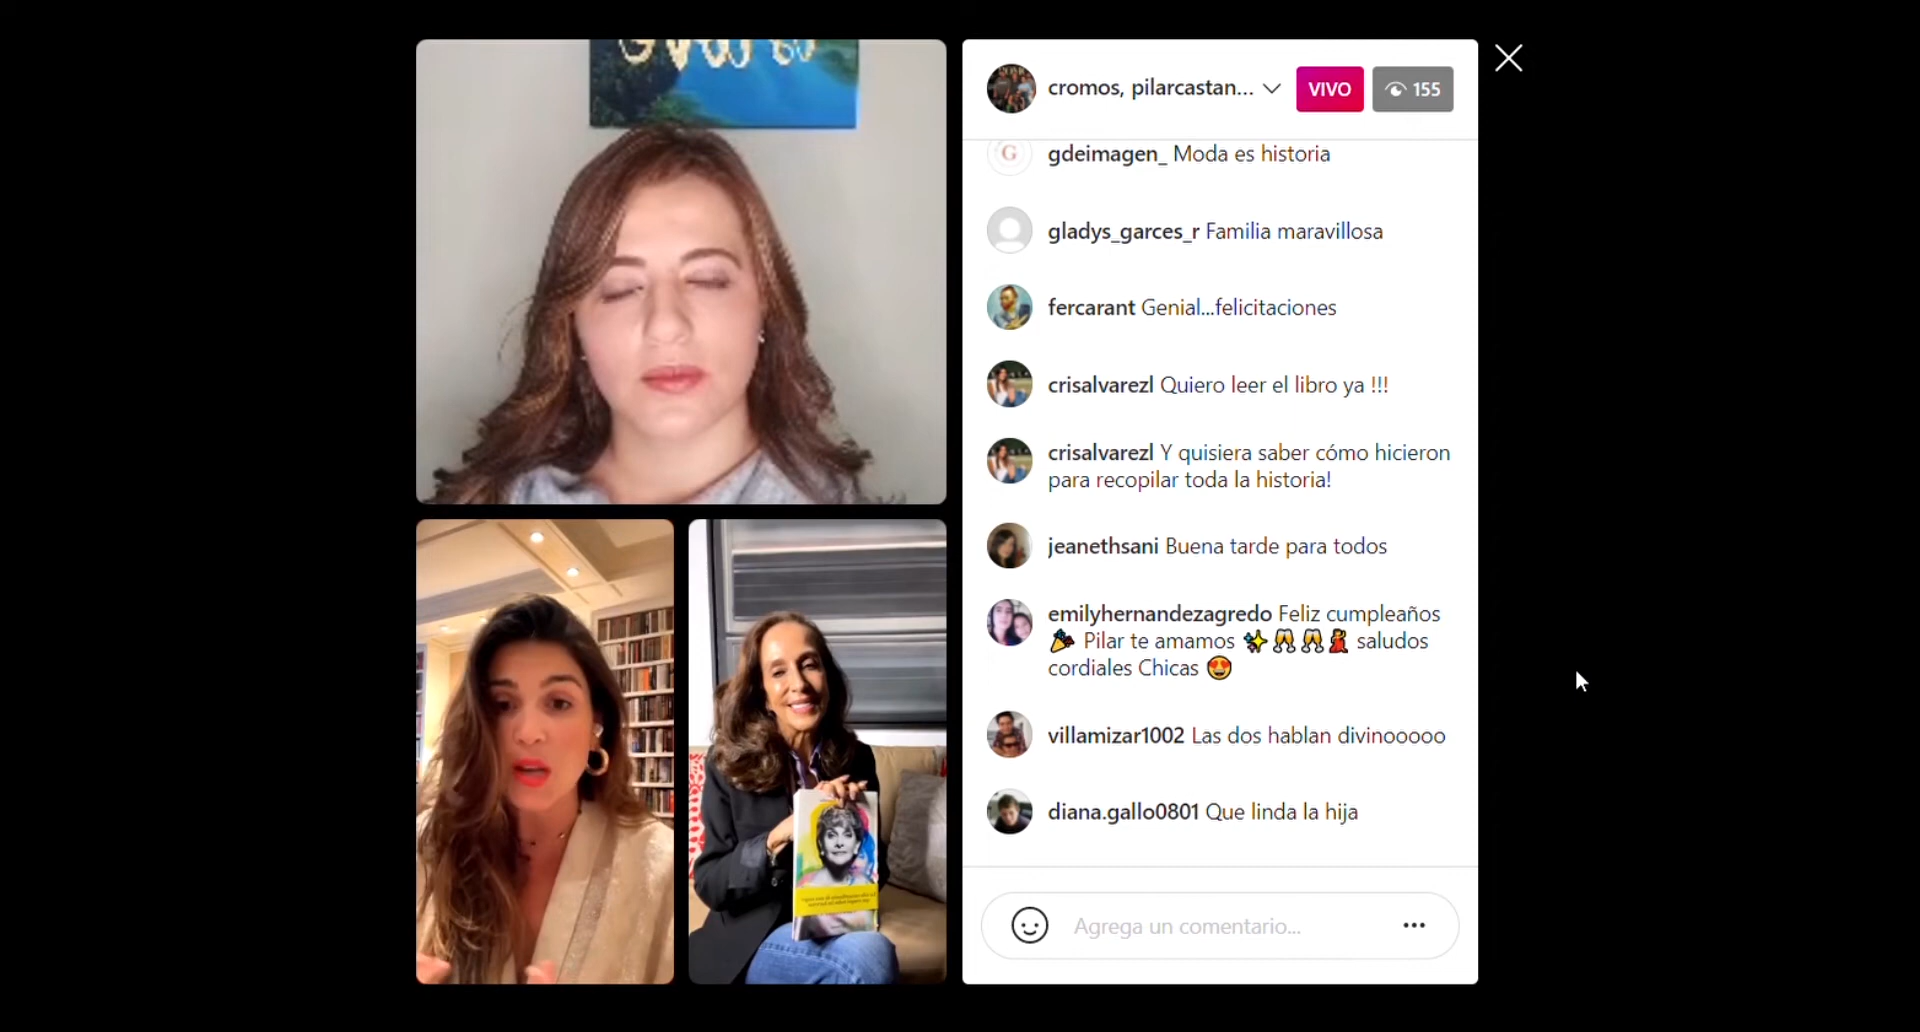 cromos, pilarcastan...
VIVO
155
G
gdeimagen_ Moda es historia
gladys_garces_r Familia maravillosa
fercarant Genial...felicitaciones
crisalvarezl Quiero leer el libro ya !!!
crisalvarezl Y quisiera saber cómo hicieron
para recopilar toda la historia!
jeanethsani Buena tarde para todos
emilyhernandezagredo Feliz cumpleaños
🎉 Pilar te amamos ✨🥂🥂💃 saludos
cordiales Chicas 😍
villamizar1002 Las dos hablan divinooooo
diana.gallo0801 Que linda la hija
Agrega un comentario...